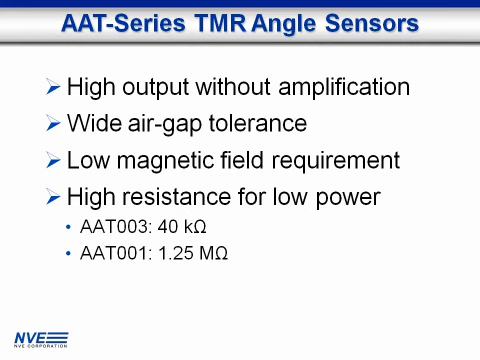 AAT-Series TMR Angle Sensors
High output without amplification
Wide air-gap tolerance
Low magnetic field requirement
High resistance for low power
• AAT003: 40 kΩ
• AAT001: 1.25 MΩ
NVE
NVE CORPORATION